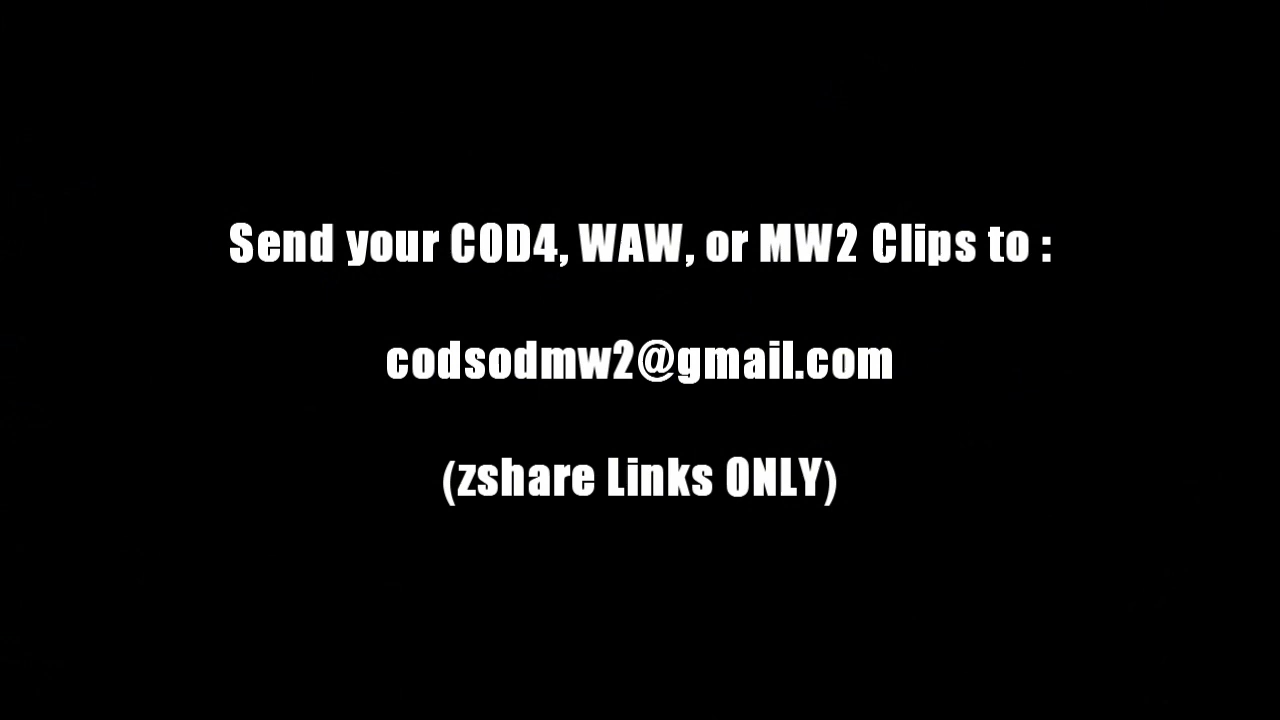 Send your COD4, WAW, or MW2 Clips to :
codsodmw2@gmail.com
(zshare Links ONLY)